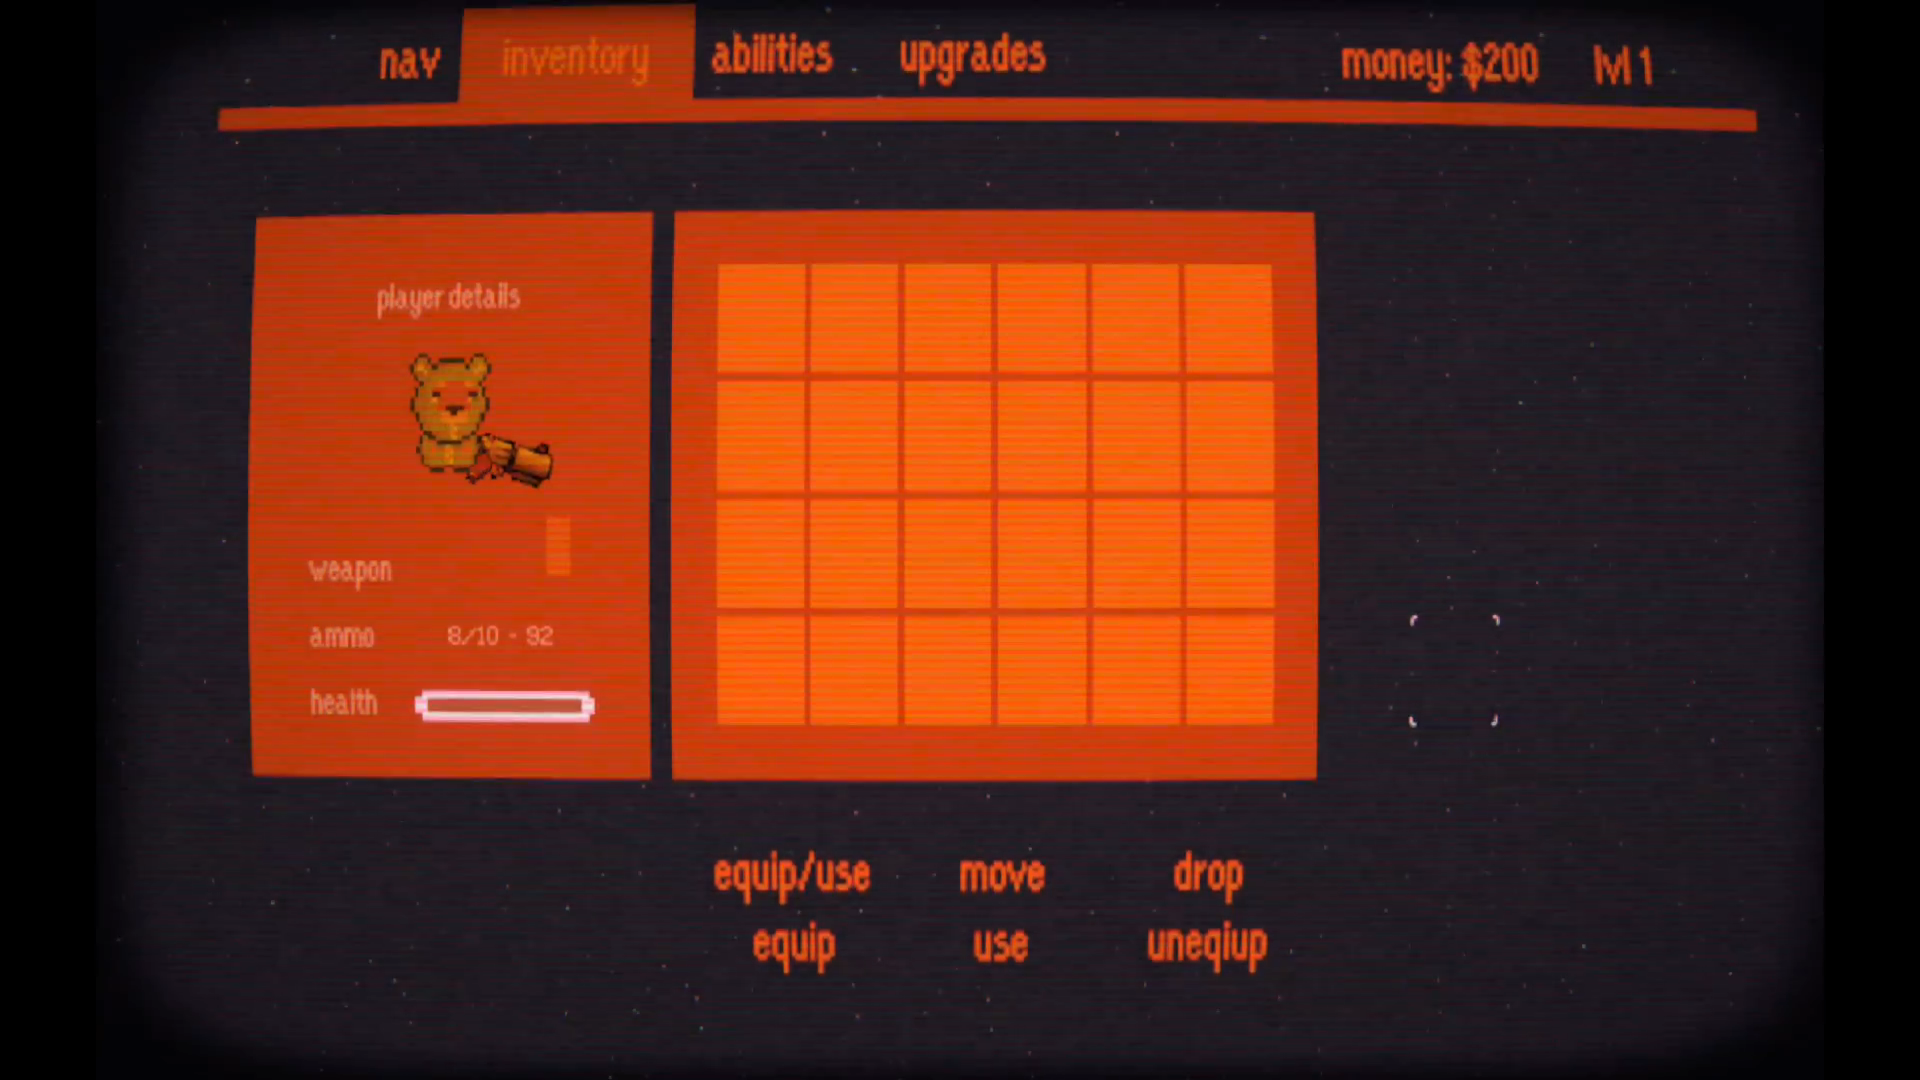 nav inventory abilities upgrades money: $200 lvl 1
player details
weapon
ammo 8/10 - 92
health
equip/use move drop
equip use uneqiup